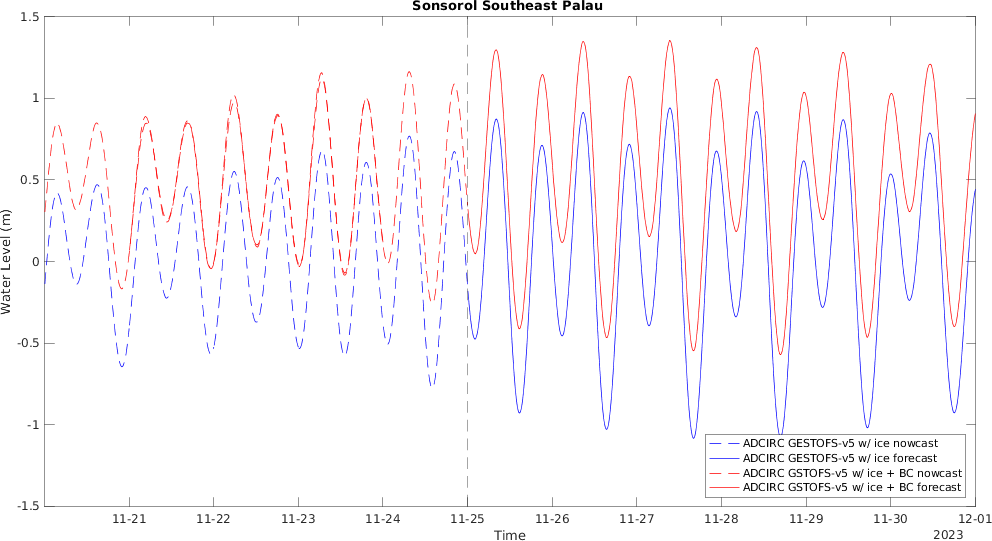 Sonsorol Southeast Palau
1.5
1
0.5
0
-0.5
-1
-1.5
Water Level (m)
ADCIRC GESTOFS-v5 w/ ice nowcast
ADCIRC GESTOFS-v5 w/ ice forecast
ADCIRC GSTOFS-v5 w/ ice + BC nowcast
ADCIRC GSTOFS-v5 w/ ice + BC forecast
11-21 11-22 11-23 11-24 11-25 11-26 11-27 11-28 11-29 11-30 12-01
Time
2023